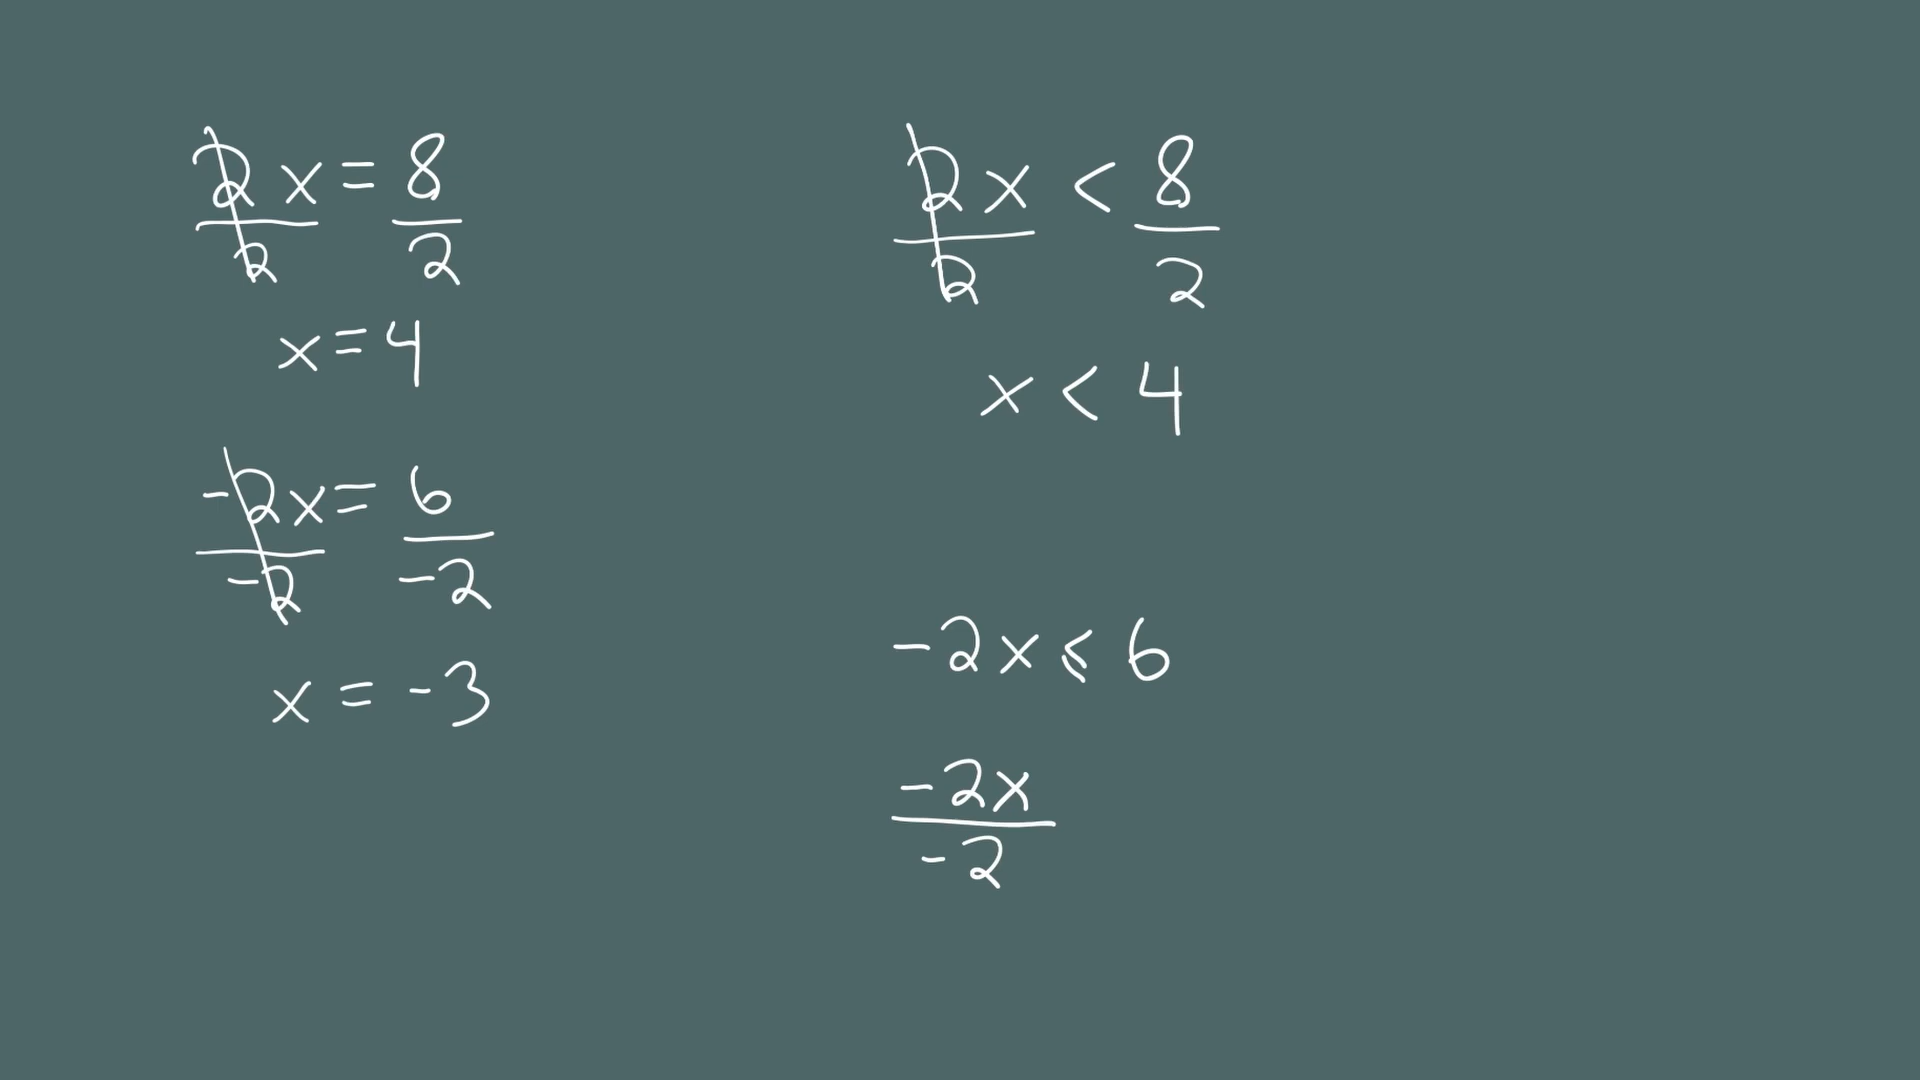 2x = 8
2 2
x = 4
-2x = 6
-2 -2
x = -3
2x < 8
2 2
x < 4
-2x ≤ 6
-2x
-2